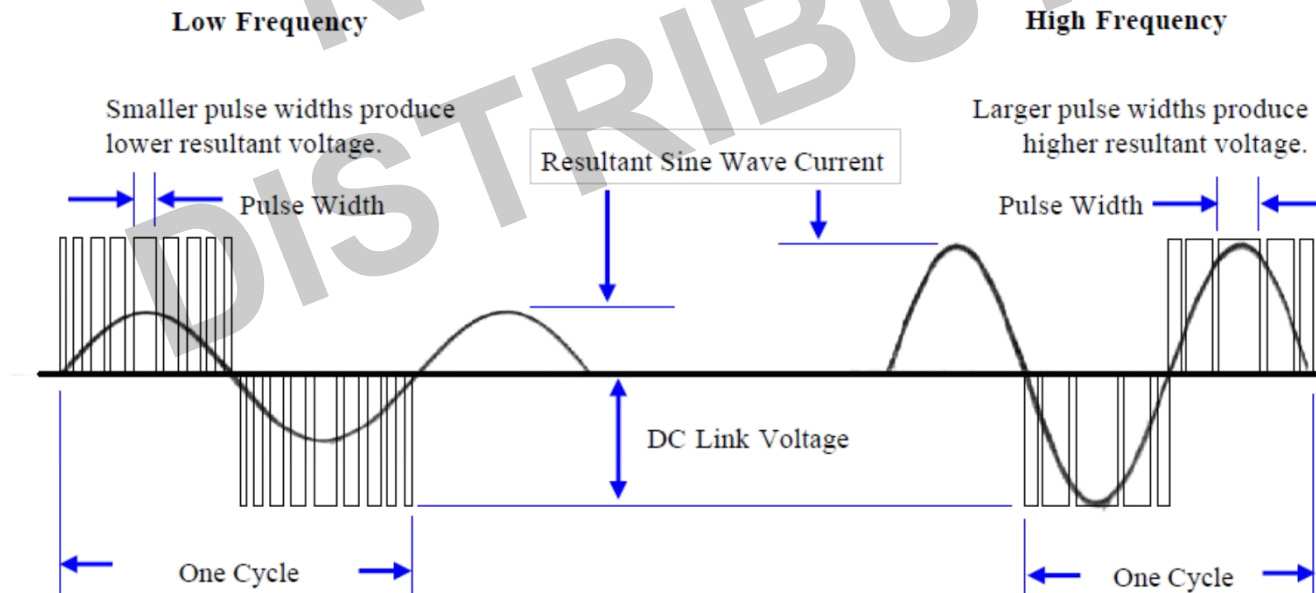 Low Frequency
High Frequency
Smaller pulse widths produce
lower resultant voltage.
Larger pulse widths produce
higher resultant voltage.
Resultant Sine Wave Current
Pulse Width
Pulse Width
DC Link Voltage
One Cycle
One Cycle